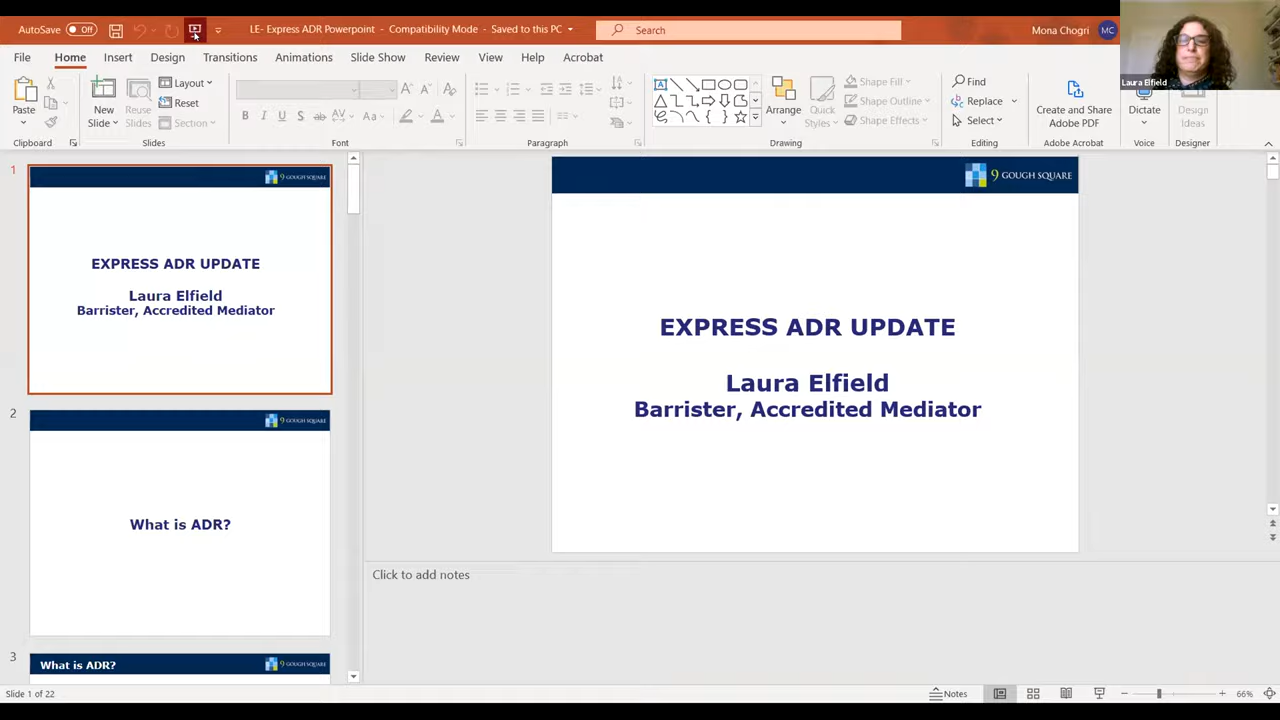 AutoSave Off
LE- Express ADR Powerpoint - Compatibility Mode - Saved to this PC
Search
Mona Chogri MC
Laura Elfield
File Home Insert Design Transitions Animations Slide Show Review View Help Acrobat
Paste
New Slide
Reuse Slides
Layout
Reset
Section
Find
Replace
Select
Arrange
Quick Styles
Shape Fill
Shape Outline
Shape Effects
Create and Share Adobe PDF
Dictate
Design Ideas
Clipboard Slides Font Paragraph Drawing Editing Adobe Acrobat Voice Designer
1
9 GOUGH SQUARE
EXPRESS ADR UPDATE
Laura Elfield
Barrister, Accredited Mediator
2
9 GOUGH SQUARE
What is ADR?
3
What is ADR?
9 GOUGH SQUARE
9 GOUGH SQUARE
EXPRESS ADR UPDATE
Laura Elfield
Barrister, Accredited Mediator
Click to add notes
Slide 1 of 22
Notes
66%